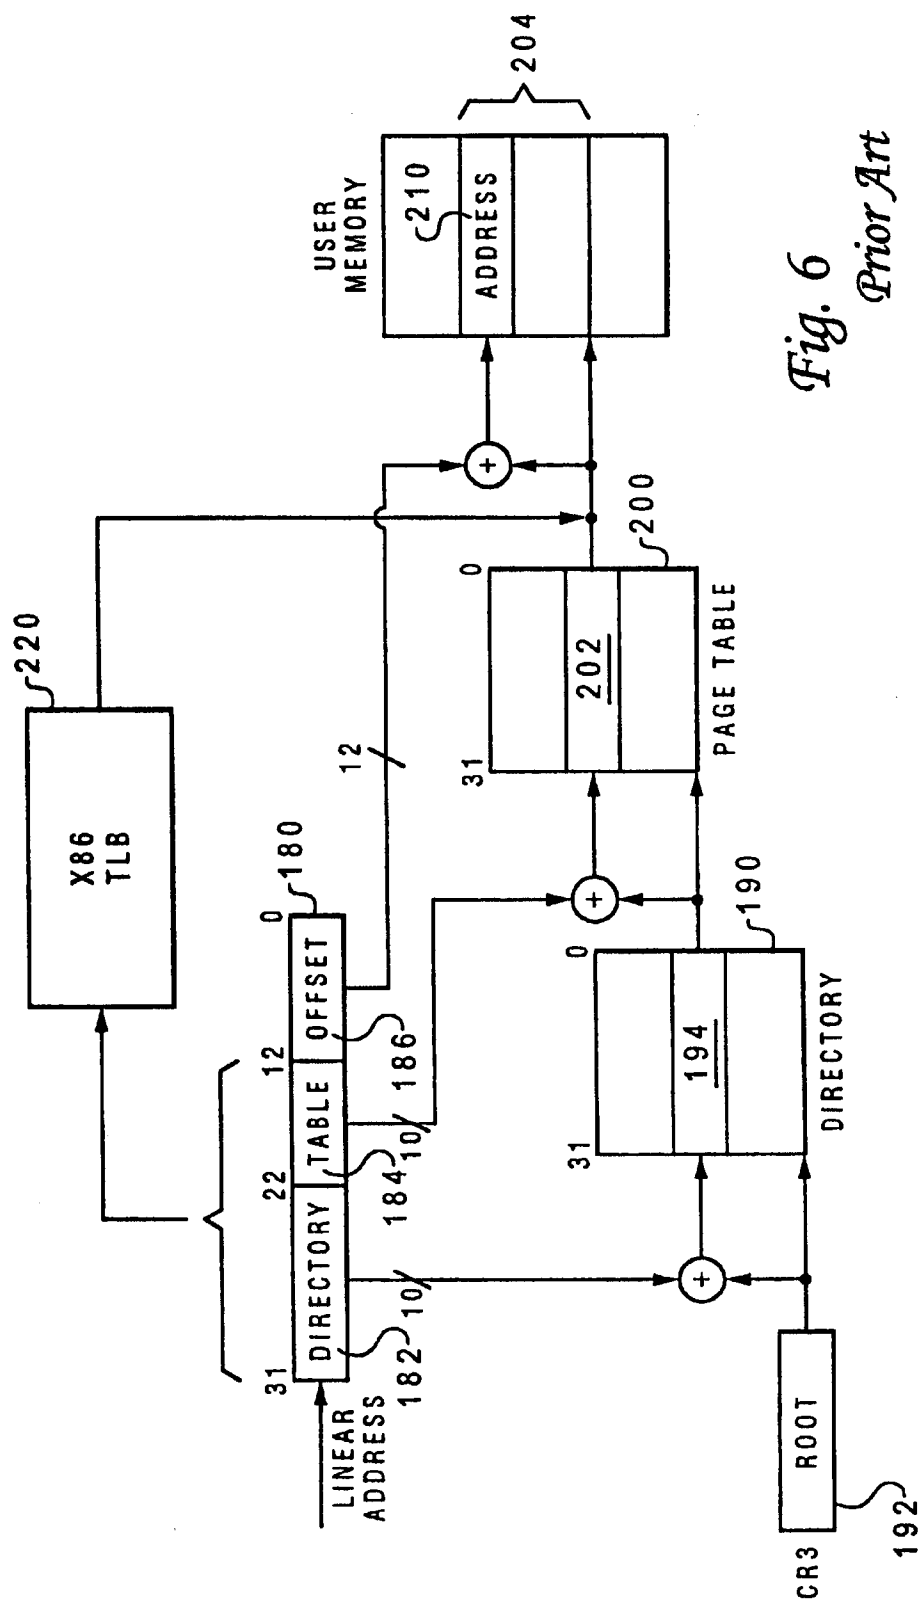 220
X86
TLB
31
22
12
0
180
LINEAR
ADDRESS
DIRECTORY
TABLE
OFFSET
182
184
186
10
10
12
CR3
ROOT
192
31
0
194
190
DIRECTORY
31
0
202
200
PAGE TABLE
USER
MEMORY
210
ADDRESS
204
+
+
+
Fig. 6
Prior Art